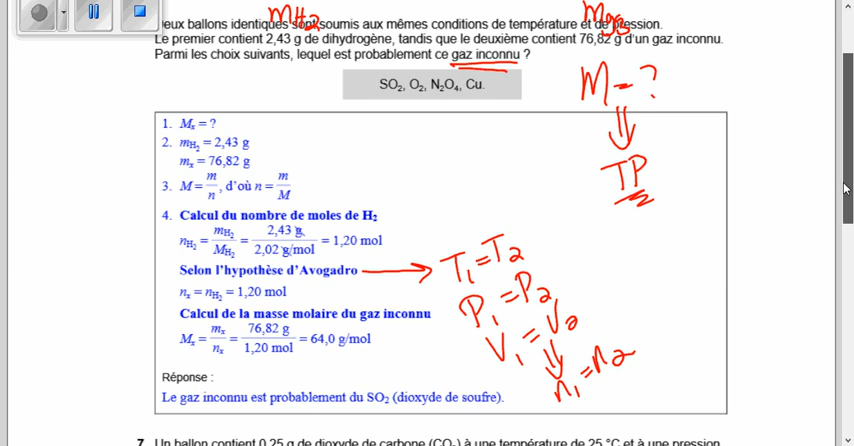 mH2 Mgs
eux ballons identiques sont soumis aux mêmes conditions de température et de pression.
Le premier contient 2,43 g de dihydrogène, tandis que le deuxième contient 76,82 g d'un gaz inconnu.
Parmi les choix suivants, lequel est probablement ce gaz inconnu ?
SO₂, O₂, N₂O₄, Cu.
M = ?
⇓
TP
1. Mₓ = ?
2. m_H₂ = 2,43 g
mₓ = 76,82 g
3. M = m/n, d'où n = m/M
4. Calcul du nombre de moles de H₂
n_H₂ = m_H₂/M_H₂ = 2,43 g/2,02 g/mol = 1,20 mol
Selon l'hypothèse d'Avogadro →
nₓ = n_H₂ = 1,20 mol
Calcul de la masse molaire du gaz inconnu
Mₓ = mₓ/nₓ = 76,82 g/1,20 mol = 64,0 g/mol
T₁ = T₂
P₁ = P₂
V₁ = V₂
⇓
n₁ = n₂
Réponse :
Le gaz inconnu est probablement du SO₂ (dioxyde de soufre).
7 Un ballon contient 0,25 g de dioxyde de carbone (CO₂) à une température de 25 °C et à une pression